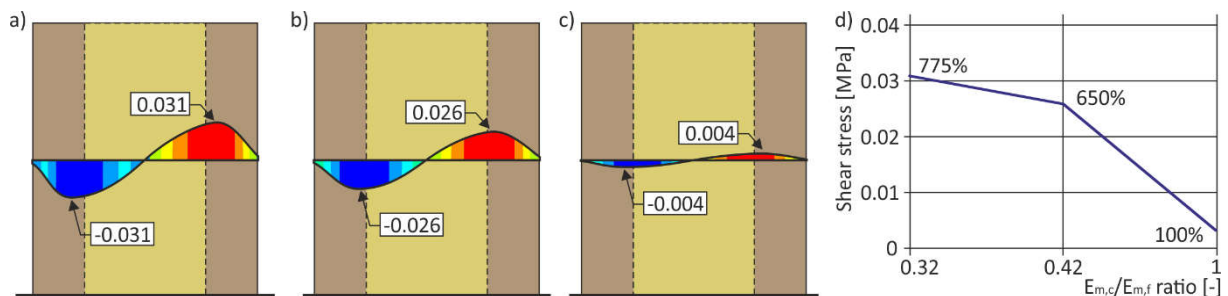 a)
0.031
-0.031
b)
0.026
-0.026
c)
0.004
-0.004
d)
Shear stress [MPa]
0.04
0.03
0.02
0.01
0
775%
650%
100%
0.32
0.42
1
Em,c/Em,f ratio [-]